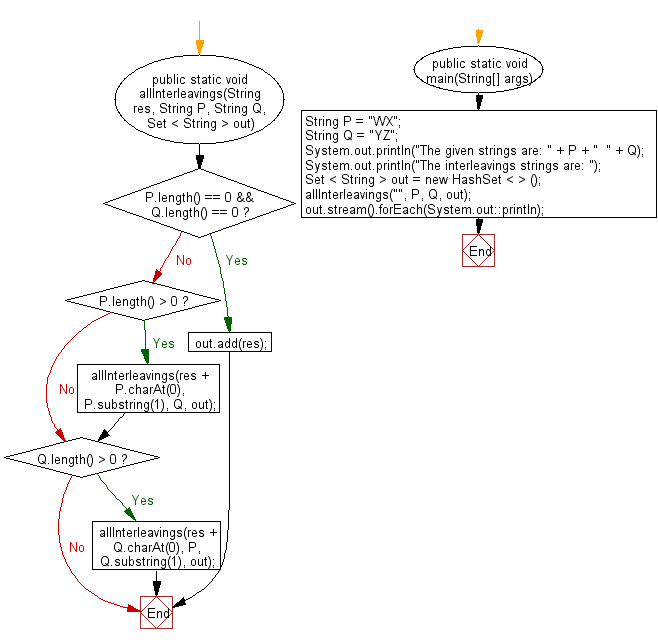 public static void
allInterleavings(String
res, String P, String Q,
Set < String > out)
P.length() == 0 &&
Q.length() == 0 ?
No
Yes
P.length() > 0 ?
Yes
out.add(res);
No
allInterleavings(res +
P.charAt(0),
P.substring(1), Q, out);
Q.length() > 0 ?
Yes
No
allInterleavings(res +
Q.charAt(0), P,
Q.substring(1), out);
End
public static void
main(String[] args)
String P = "WX";
String Q = "YZ";
System.out.println("The given strings are: " + P + "  " + Q);
System.out.println("The interleavings strings are: ");
Set < String > out = new HashSet < > ();
allInterleavings("", P, Q, out);
out.stream().forEach(System.out::println);
End